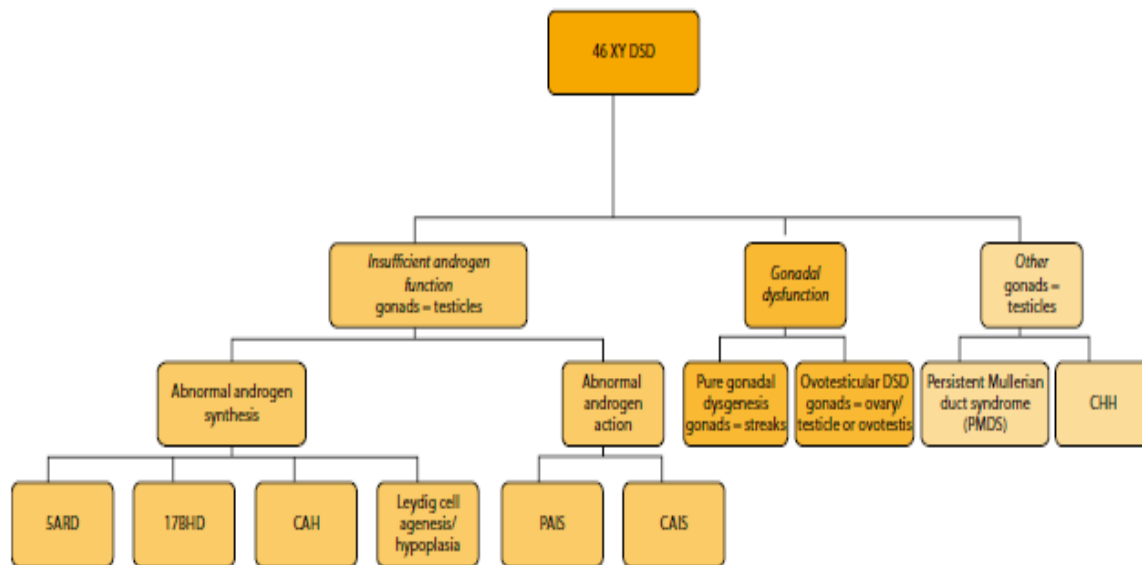 46 XY DSD
Insufficient androgen
function
gonads = testicles
Gonadal
dysfunction
Other
gonads =
testicles
Abnormal androgen
synthesis
Abnormal
androgen
action
Pure gonadal
dysgenesis
gonads = streaks
Ovotesticular DSD
gonads = ovary/
testicle or ovotestis
Persistent Mullerian
duct syndrome
(PMDS)
CHH
5ARD
17BHD
CAH
Leydig cell
agenesis/
hypoplasia
PAIS
CAIS